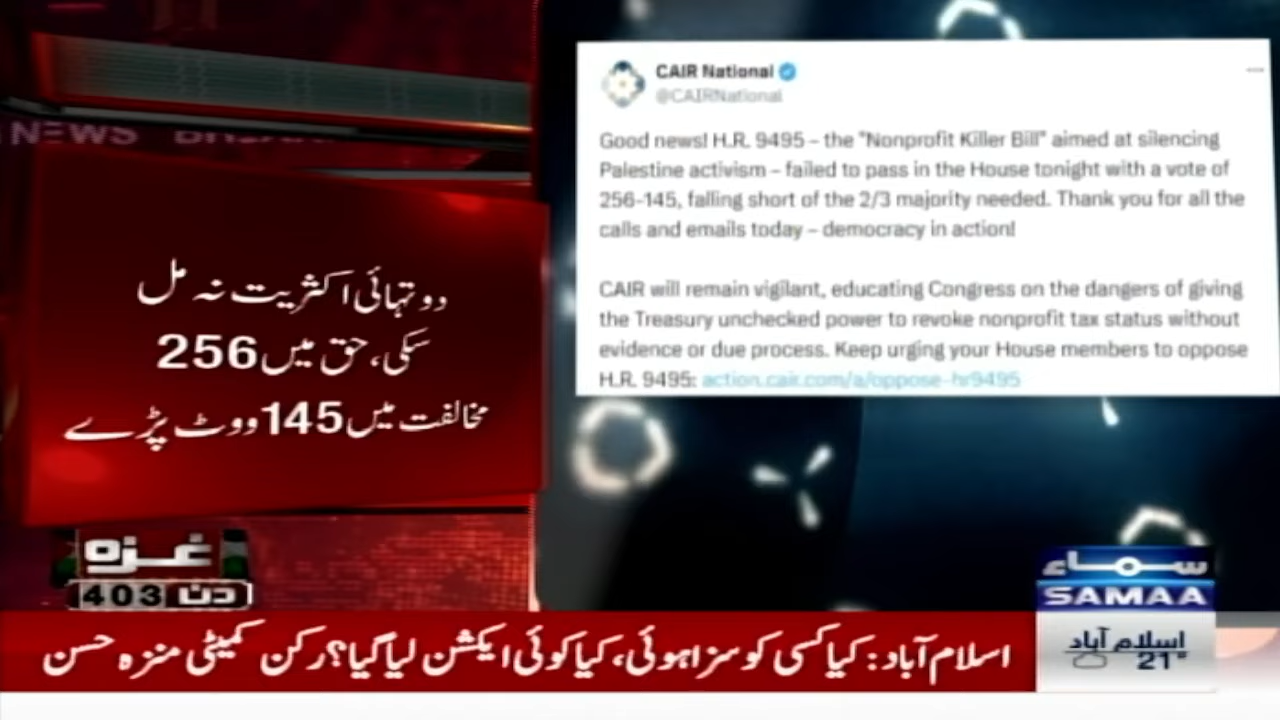 NEWS
دو تہائی اکثریت نہ مل
سکی، حق میں 256
مخالفت میں 145 ووٹ پڑے
CAIR National
@CAIRNational
Good news! H.R. 9495 – the "Nonprofit Killer Bill" aimed at silencing
Palestine activism – failed to pass in the House tonight with a vote of
256-145, falling short of the 2/3 majority needed. Thank you for all the
calls and emails today – democracy in action!
CAIR will remain vigilant, educating Congress on the dangers of giving
the Treasury unchecked power to revoke nonprofit tax status without
evidence or due process. Keep urging your House members to oppose
H.R. 9495: action.cair.com/a/oppose-hr9495
غزہ
دن 403
سماء
SAMAA
اسلام آباد
21°
اسلام آباد: کیا کسی کو سزا ہوئی، کیا کوئی ایکشن لیا گیا؟ رکن کمیٹی منزہ حسن